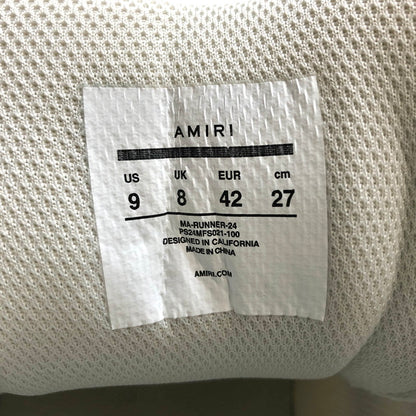 AMIRI
US UK EUR cm
9 8 42 27
MA-RUNNER-24
PS24MFS021-100
DESIGNED IN CALIFORNIA
MADE IN CHINA
AMIRI.COM